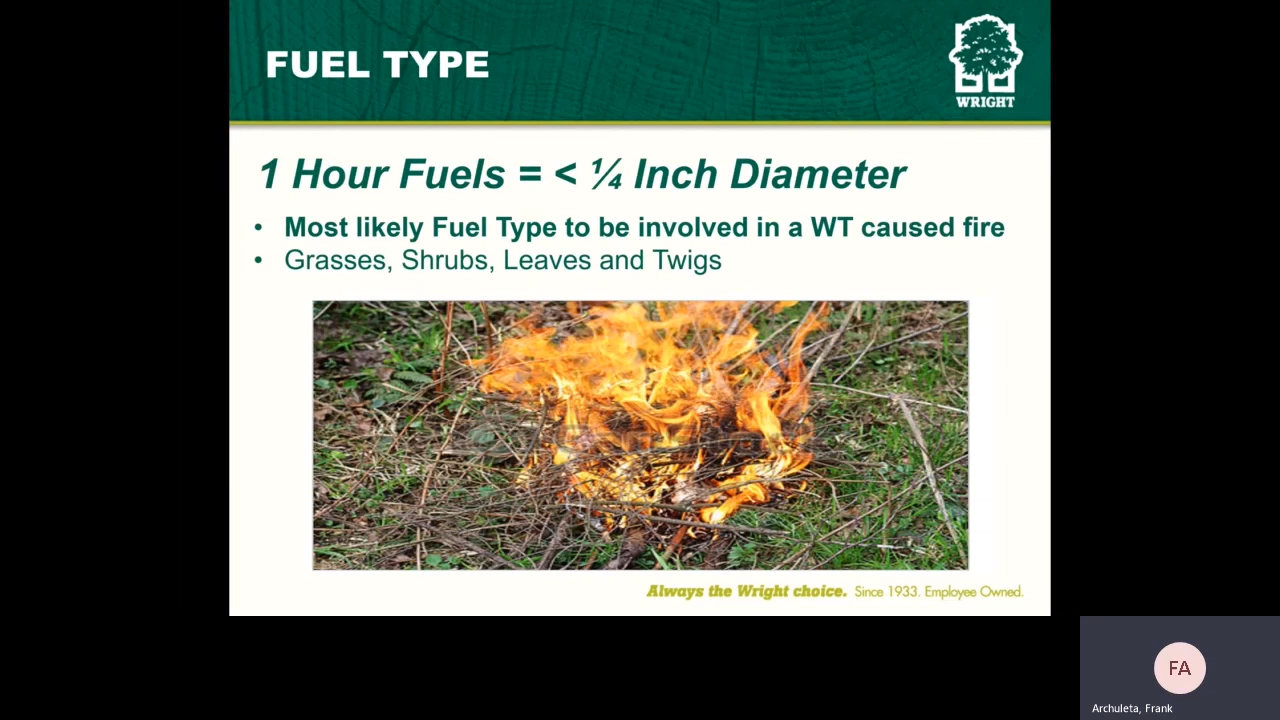 FUEL TYPE
WRIGHT
1 Hour Fuels = < ¼ Inch Diameter
• Most likely Fuel Type to be involved in a WT caused fire
• Grasses, Shrubs, Leaves and Twigs
Always the Wright choice. Since 1933. Employee Owned.
FA
Archuleta, Frank